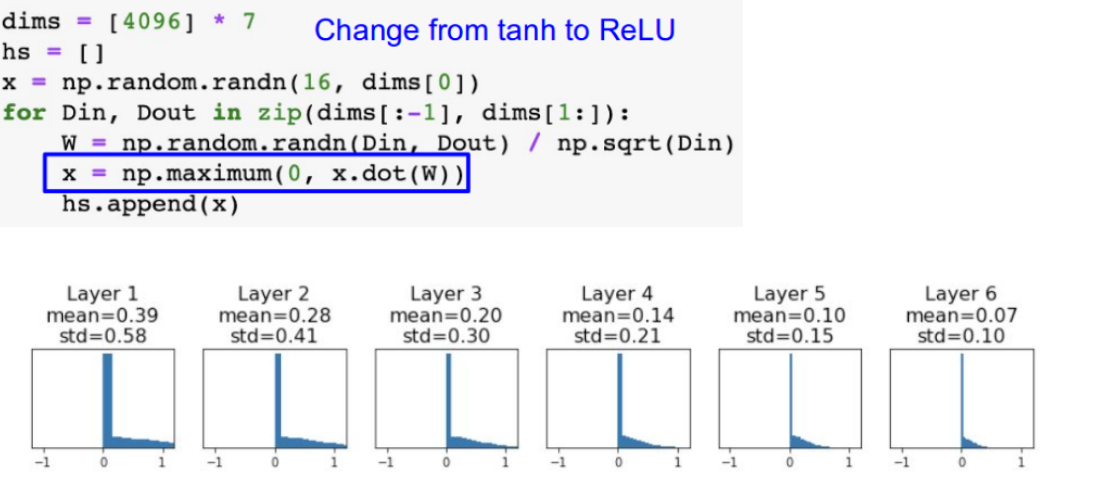 dims = [4096] * 7
Change from tanh to ReLU
hs = []
x = np.random.randn(16, dims[0])
for Din, Dout in zip(dims[:-1], dims[1:]):
    W = np.random.randn(Din, Dout) / np.sqrt(Din)
    x = np.maximum(0, x.dot(W))
    hs.append(x)
Layer 1
mean=0.39
std=0.58
-1 0 1
Layer 2
mean=0.28
std=0.41
-1 0 1
Layer 3
mean=0.20
std=0.30
-1 0 1
Layer 4
mean=0.14
std=0.21
-1 0 1
Layer 5
mean=0.10
std=0.15
-1 0 1
Layer 6
mean=0.07
std=0.10
-1 0 1